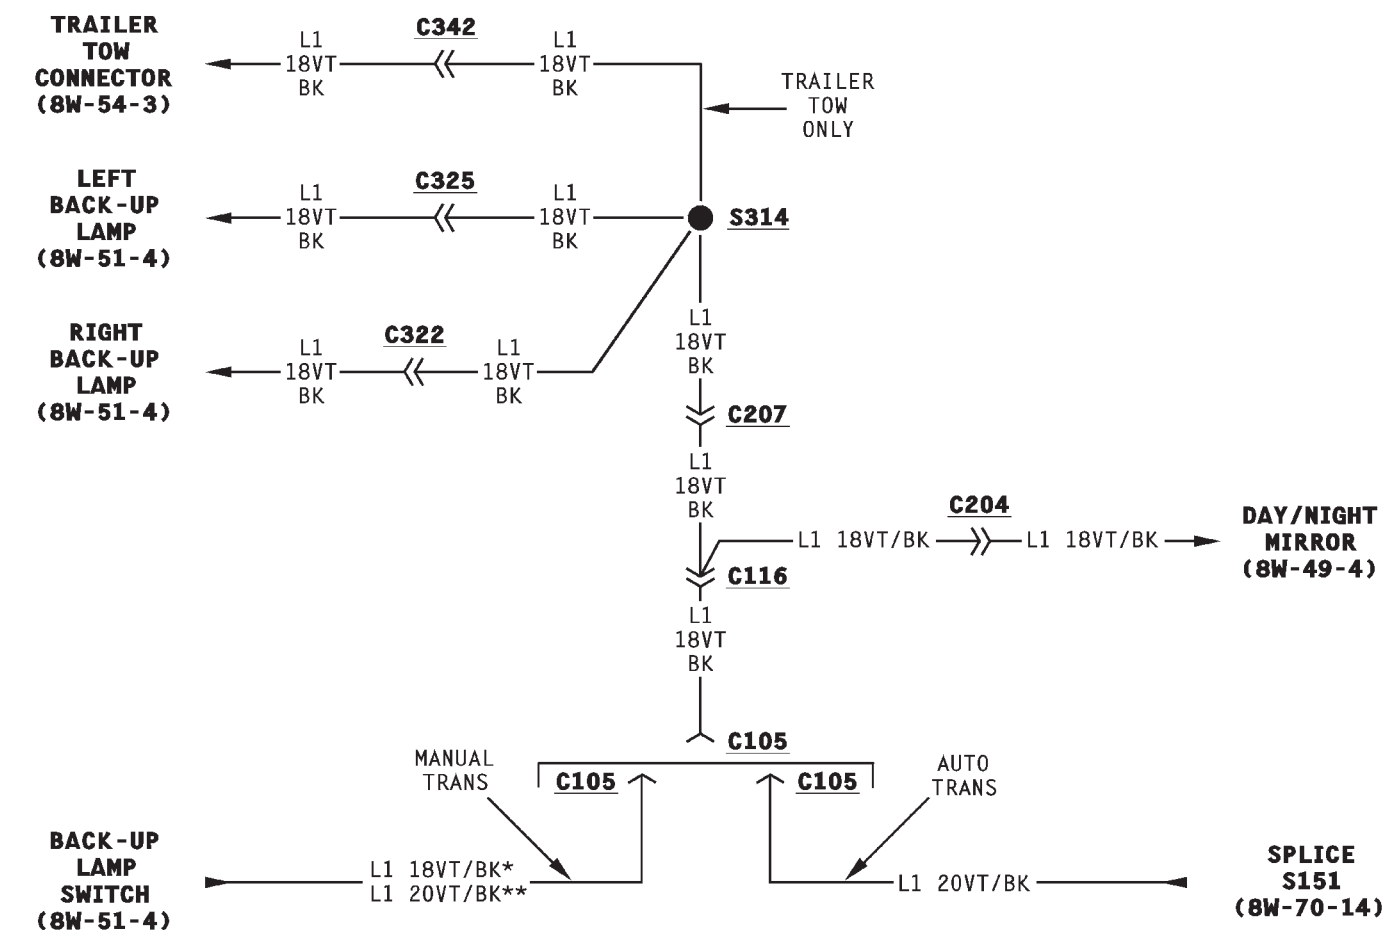 TRAILER
TOW
CONNECTOR
(8W-54-3)
L1
18VT
BK
C342
L1
18VT
BK
TRAILER
TOW
ONLY
LEFT
BACK-UP
LAMP
(8W-51-4)
L1
18VT
BK
C325
L1
18VT
BK
S314
RIGHT
BACK-UP
LAMP
(8W-51-4)
L1
18VT
BK
C322
L1
18VT
BK
L1
18VT
BK
C207
L1
18VT
BK
L1 18VT/BK
C204
L1 18VT/BK
DAY/NIGHT
MIRROR
(8W-49-4)
C116
L1
18VT
BK
C105
MANUAL
TRANS
C105
C105
AUTO
TRANS
BACK-UP
LAMP
SWITCH
(8W-51-4)
L1 18VT/BK*
L1 20VT/BK**
L1 20VT/BK
SPLICE
S151
(8W-70-14)